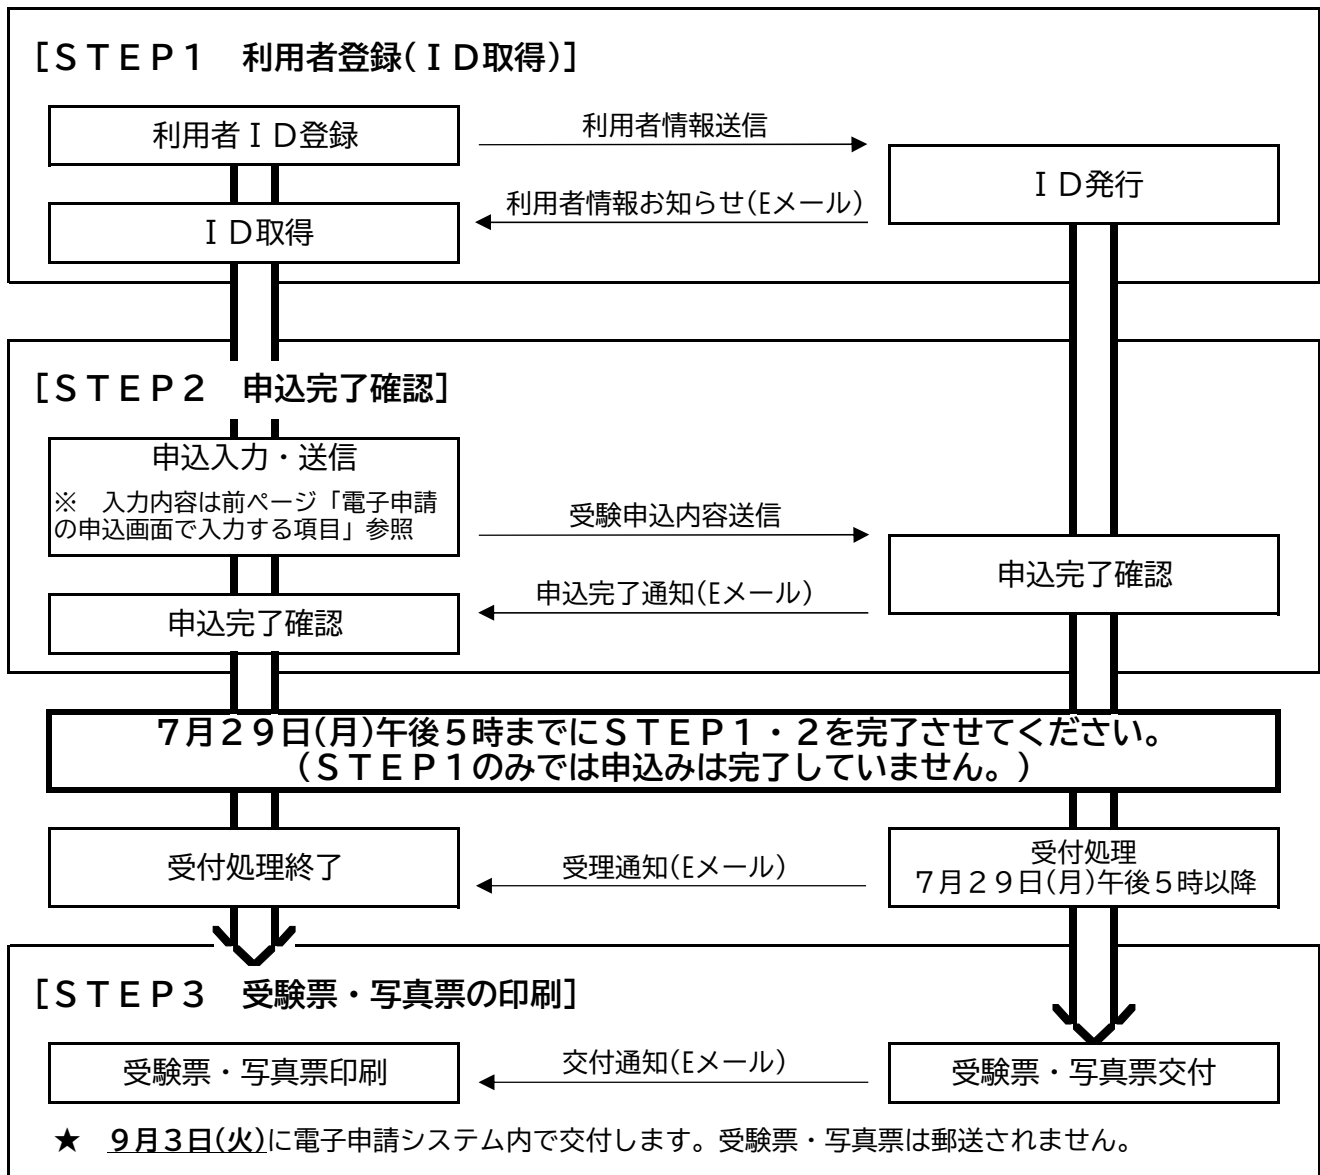 [ＳＴＥＰ１　利用者登録(ＩＤ取得)]
利用者ＩＤ登録
利用者情報送信
ＩＤ発行
利用者情報お知らせ(Eメール)
ＩＤ取得
[ＳＴＥＰ２　申込完了確認]
申込入力・送信
※　入力内容は前ページ「電子申請
の申込画面で入力する項目」参照
受験申込内容送信
申込完了確認
申込完了通知(Eメール)
申込完了確認
７月２９日(月)午後５時までにＳＴＥＰ１・２を完了させてください。
（ＳＴＥＰ１のみでは申込みは完了していません。）
受付処理終了
受理通知(Eメール)
受付処理
７月２９日(月)午後５時以降
[ＳＴＥＰ３　受験票・写真票の印刷]
受験票・写真票印刷
交付通知(Eメール)
受験票・写真票交付
★　９月３日(火)に電子申請システム内で交付します。受験票・写真票は郵送されません。